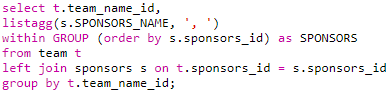 select t.team_name_id,
listagg(s.SPONSORS_NAME, ', ')
within GROUP (order by s.sponsors_id) as SPONSORS
from team t
left join sponsors s on t.sponsors_id = s.sponsors_id
group by t.team_name_id;